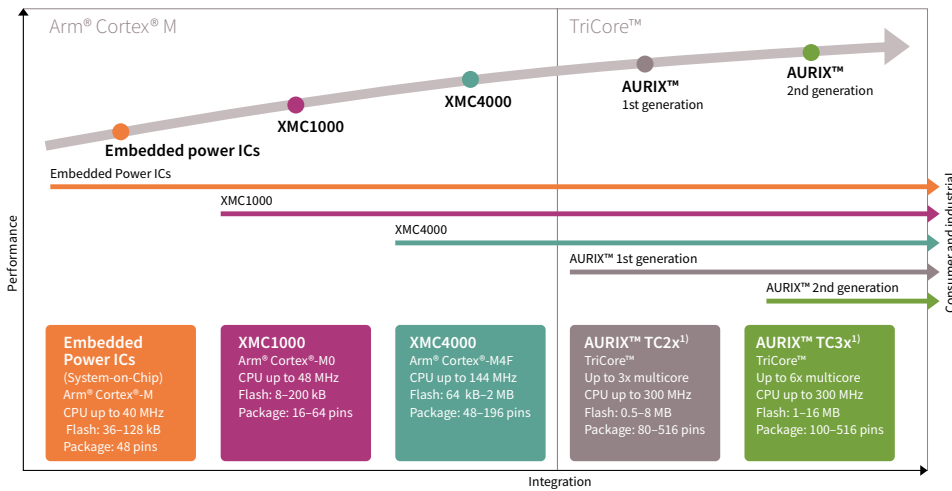 Arm® Cortex® M
TriCore™
AURIX™
2nd generation
AURIX™
1st generation
XMC4000
XMC1000
Embedded power ICs
Embedded Power ICs
XMC1000
XMC4000
AURIX™ 1st generation
AURIX™ 2nd generation
Performance
Consumer and industrial
Embedded
Power ICs
(System-on-Chip)
Arm® Cortex®-M
CPU up to 40 MHz
Flash: 36–128 kB
Package: 48 pins
XMC1000
Arm® Cortex®-M0
CPU up to 48 MHz
Flash: 8–200 kB
Package: 16–64 pins
XMC4000
Arm® Cortex®-M4F
CPU up to 144 MHz
Flash: 64 kB–2 MB
Package: 48–196 pins
AURIX™ TC2x¹⁾
TriCore™
Up to 3x multicore
CPU up to 300 MHz
Flash: 0.5–8 MB
Package: 80–516 pins
AURIX™ TC3x¹⁾
TriCore™
Up to 6x multicore
CPU up to 300 MHz
Flash: 1–16 MB
Package: 100–516 pins
Integration